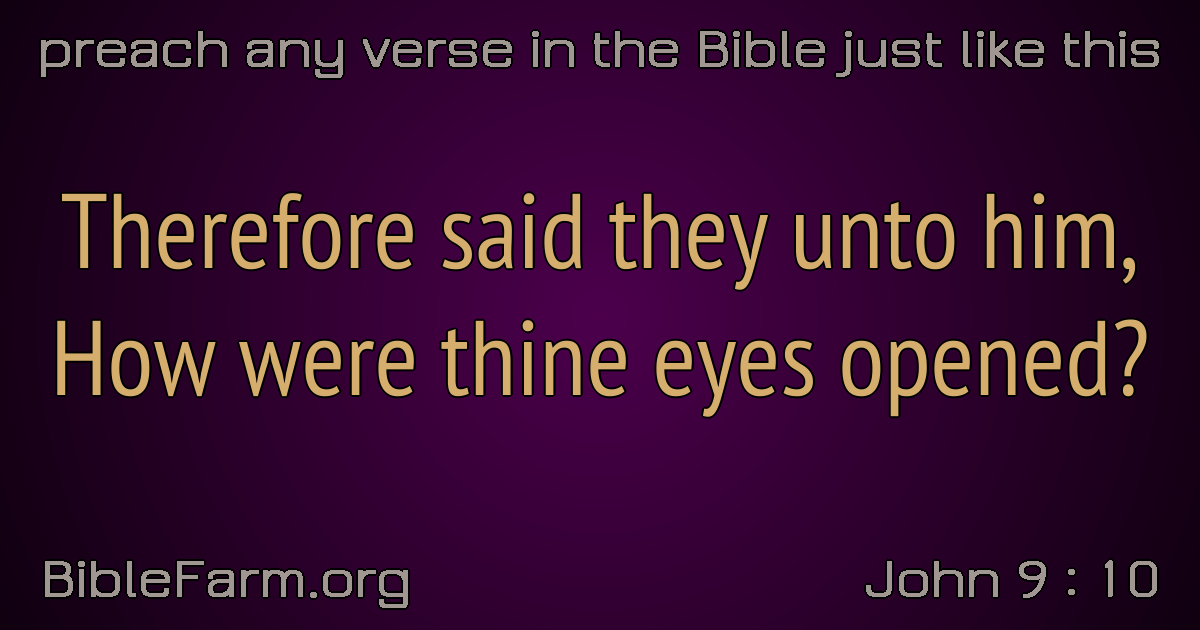 preach any verse in the Bible just like this
Therefore said they unto him,
How were thine eyes opened?
BibleFarm.org
John 9 : 10